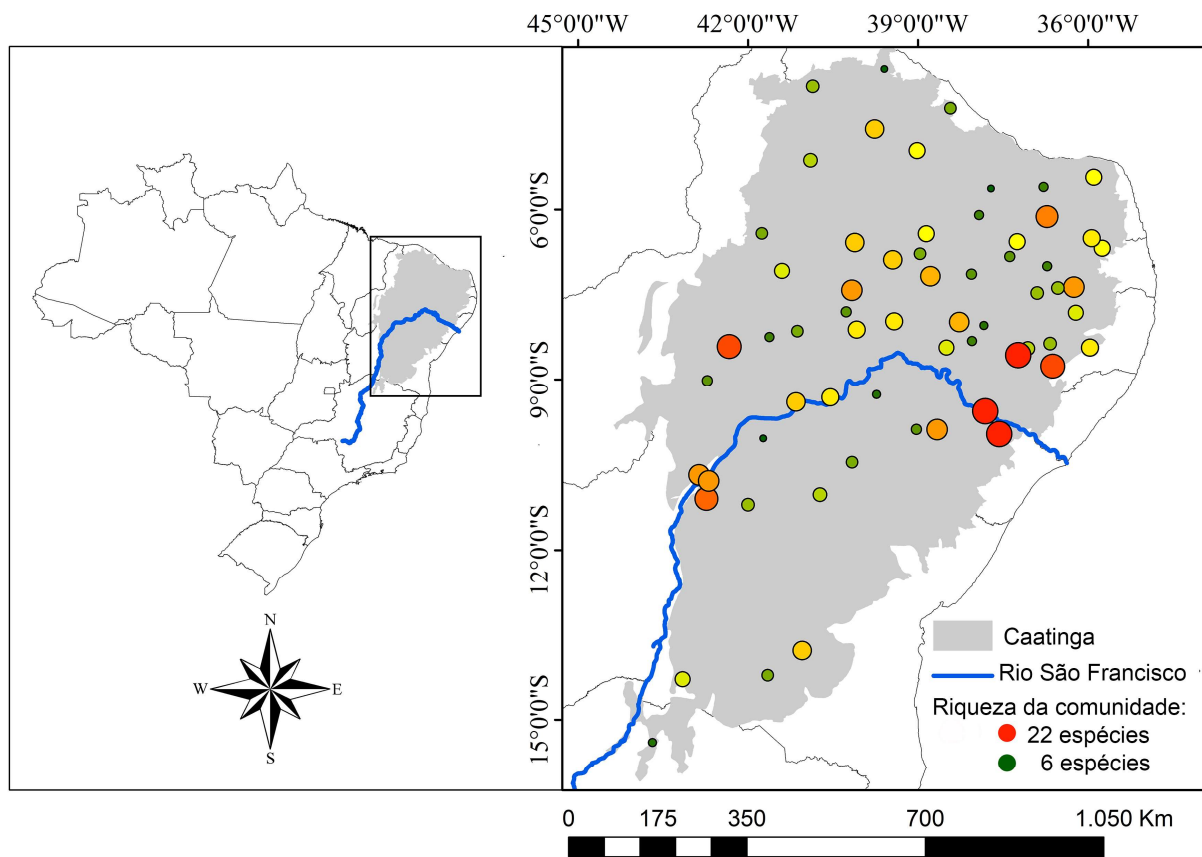 45°0'0"W 42°0'0"W 39°0'0"W 36°0'0"W
6°0'0"S
9°0'0"S
12°0'0"S
15°0'0"S
N
W E
S
Caatinga
Rio São Francisco
Riqueza da comunidade:
22 espécies
6 espécies
0 175 350 700 1.050 Km